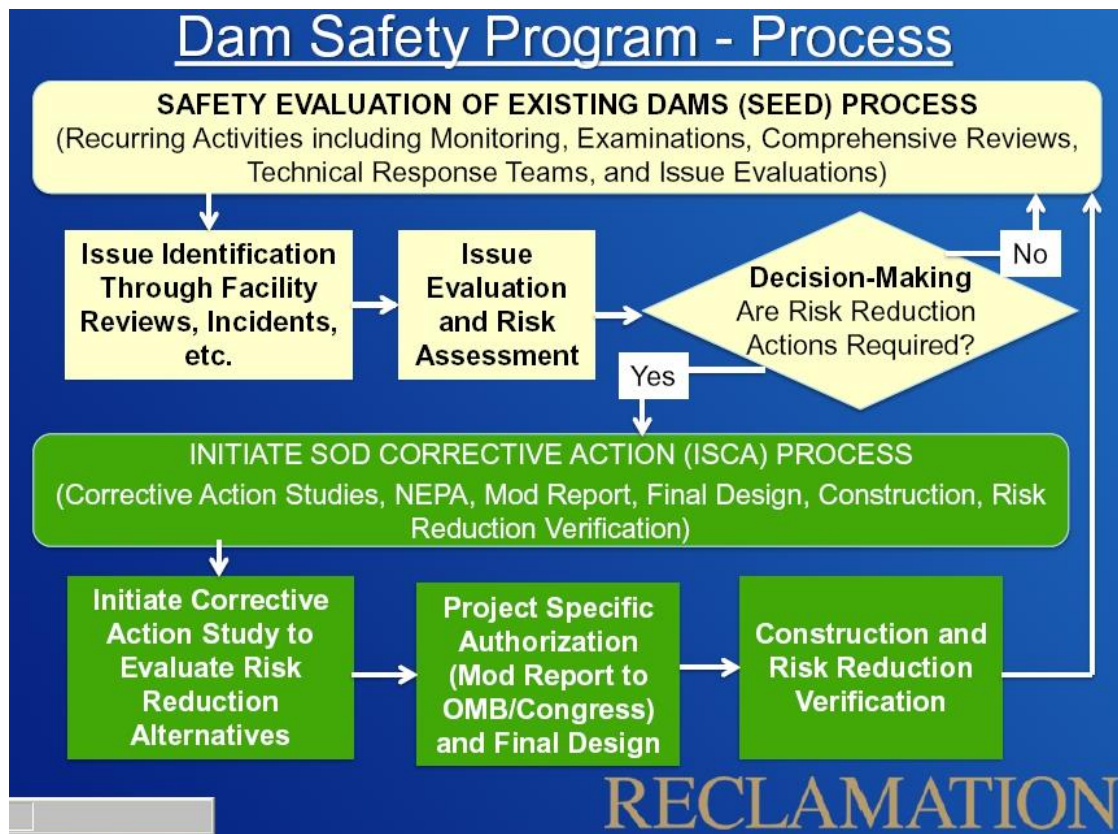 Dam Safety Program - Process
SAFETY EVALUATION OF EXISTING DAMS (SEED) PROCESS
(Recurring Activities including Monitoring, Examinations, Comprehensive Reviews,
Technical Response Teams, and Issue Evaluations)
Issue Identification
Through Facility
Reviews, Incidents,
etc.
Issue
Evaluation
and Risk
Assessment
Decision-Making
Are Risk Reduction
Actions Required?
No
Yes
INITIATE SOD CORRECTIVE ACTION (ISCA) PROCESS
(Corrective Action Studies, NEPA, Mod Report, Final Design, Construction, Risk
Reduction Verification)
Initiate Corrective
Action Study to
Evaluate Risk
Reduction
Alternatives
Project Specific
Authorization
(Mod Report to
OMB/Congress)
and Final Design
Construction and
Risk Reduction
Verification
RECLAMATION